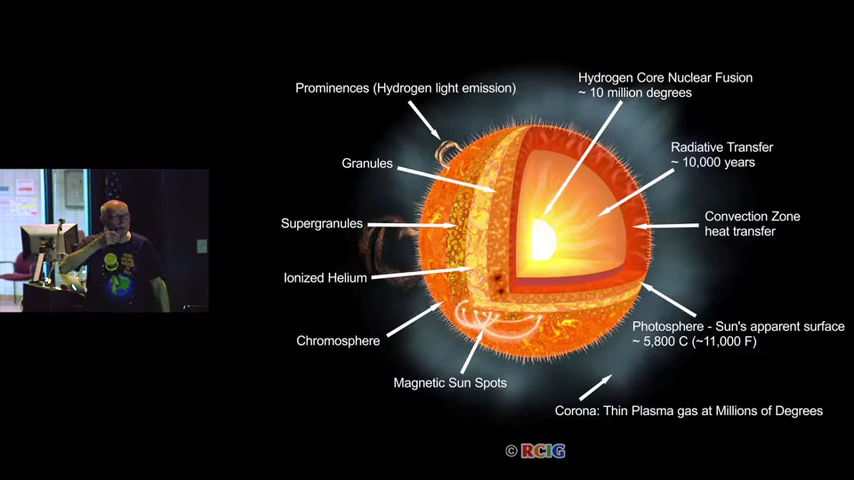 Prominences (Hydrogen light emission)
Hydrogen Core Nuclear Fusion
~ 10 million degrees
Granules
Radiative Transfer
~ 10,000 years
Supergranules
Convection Zone
heat transfer
Ionized Helium
Chromosphere
Photosphere - Sun's apparent surface
~ 5,800 C (~11,000 F)
Magnetic Sun Spots
Corona: Thin Plasma gas at Millions of Degrees
© RCIG